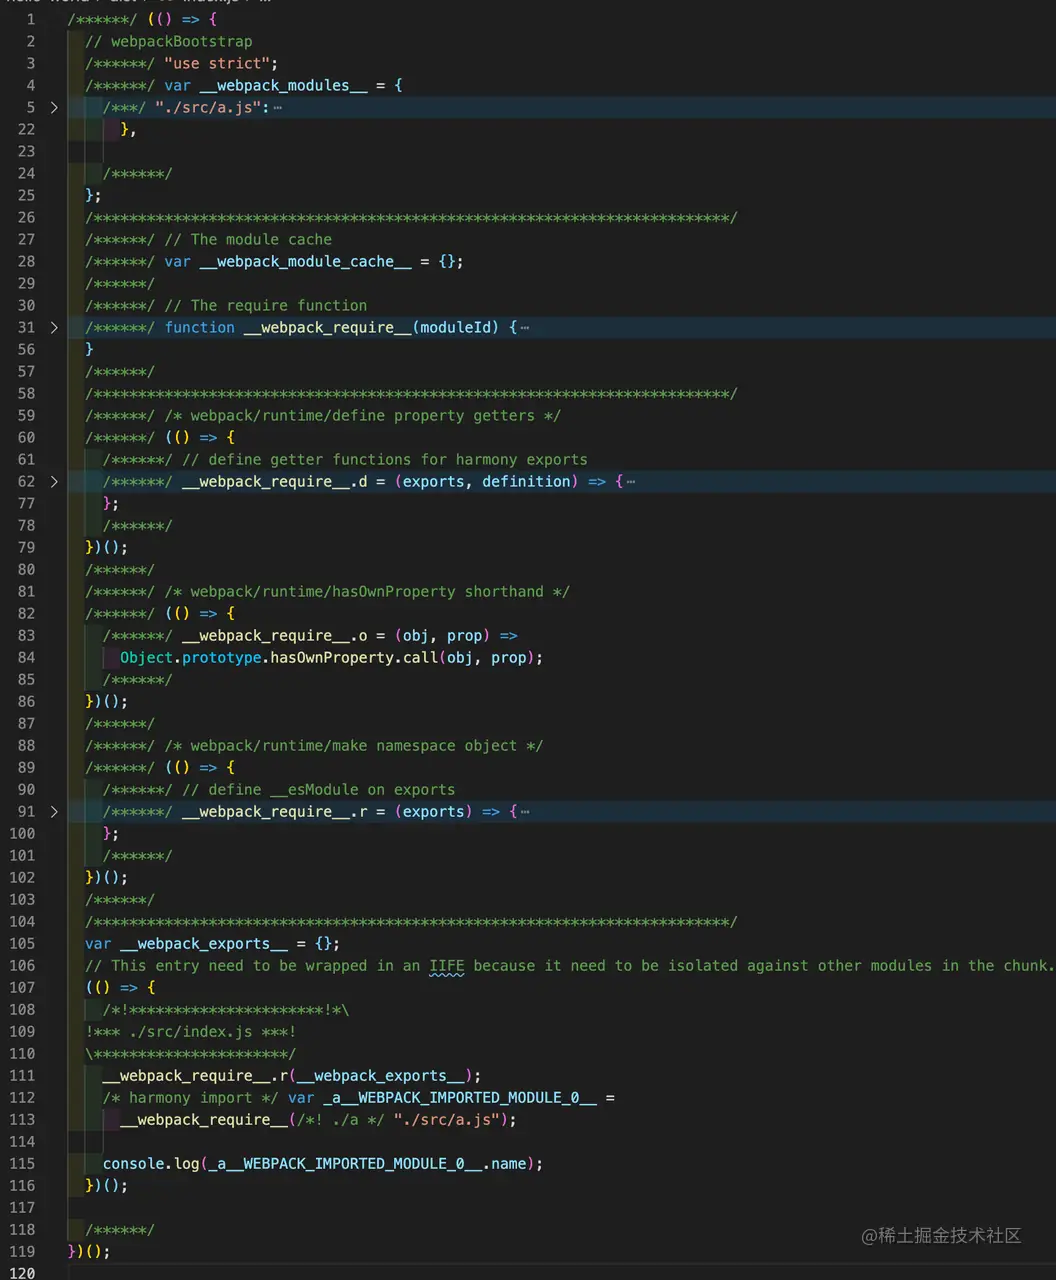 1 /******/ (() => {
2 // webpackBootstrap
3 /******/ "use strict";
4 /******/ var __webpack_modules__ = {
5 > /***/ "./src/a.js": ⋯
22 },
23
24 /******/
25 };
26 /************************************************************************/
27 /******/ // The module cache
28 /******/ var __webpack_module_cache__ = {};
29 /******/
30 /******/ // The require function
31 > /******/ function __webpack_require__(moduleId) { ⋯
56 }
57 /******/
58 /************************************************************************/
59 /******/ /* webpack/runtime/define property getters */
60 /******/ (() => {
61 /******/ // define getter functions for harmony exports
62 > /******/ __webpack_require__.d = (exports, definition) => { ⋯
77 };
78 /******/
79 })();
80 /******/
81 /******/ /* webpack/runtime/hasOwnProperty shorthand */
82 /******/ (() => {
83 /******/ __webpack_require__.o = (obj, prop) =>
84 Object.prototype.hasOwnProperty.call(obj, prop);
85 /******/
86 })();
87 /******/
88 /******/ /* webpack/runtime/make namespace object */
89 /******/ (() => {
90 /******/ // define __esModule on exports
91 > /******/ __webpack_require__.r = (exports) => { ⋯
100 };
101 /******/
102 })();
103 /******/
104 /************************************************************************/
105 var __webpack_exports__ = {};
106 // This entry need to be wrapped in an IIFE because it need to be isolated against other modules in the chunk.
107 (() => {
108 /*!**********************!*\
109 !*** ./src/index.js ***!
110 \**********************/
111 __webpack_require__.r(__webpack_exports__);
112 /* harmony import */ var _a__WEBPACK_IMPORTED_MODULE_0__ =
113 __webpack_require__(/*! ./a */ "./src/a.js");
114
115 console.log(_a__WEBPACK_IMPORTED_MODULE_0__.name);
116 })();
117
118 /******/
119 })();
120
@稀土掘金技术社区